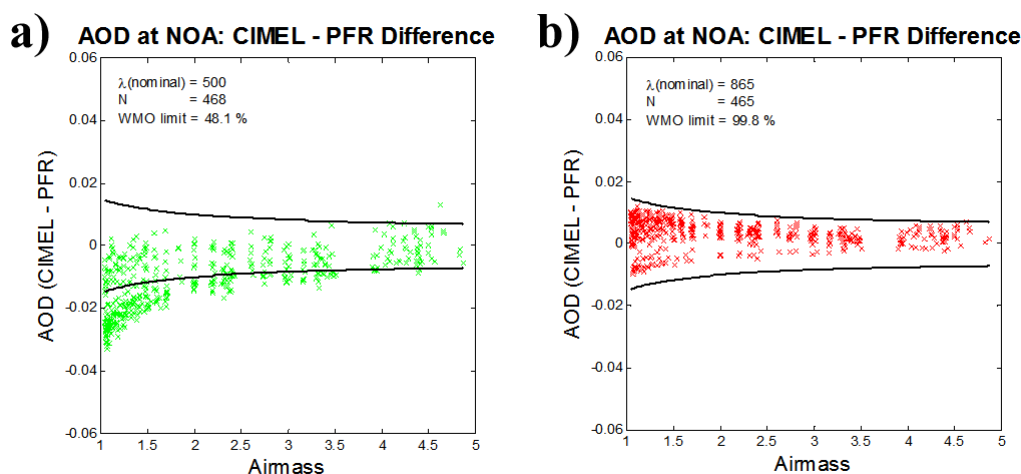 a) AOD at NOA: CIMEL - PFR Difference
λ(nominal) = 500
N = 468
WMO limit = 48.1 %
AOD (CIMEL - PFR)
0.06
0.04
0.02
0
-0.02
-0.04
-0.06
1 1.5 2 2.5 3 3.5 4 4.5 5
Airmass
b) AOD at NOA: CIMEL - PFR Difference
λ(nominal) = 865
N = 465
WMO limit = 99.8 %
AOD (CIMEL - PFR)
0.06
0.04
0.02
0
-0.02
-0.04
-0.06
1 1.5 2 2.5 3 3.5 4 4.5 5
Airmass